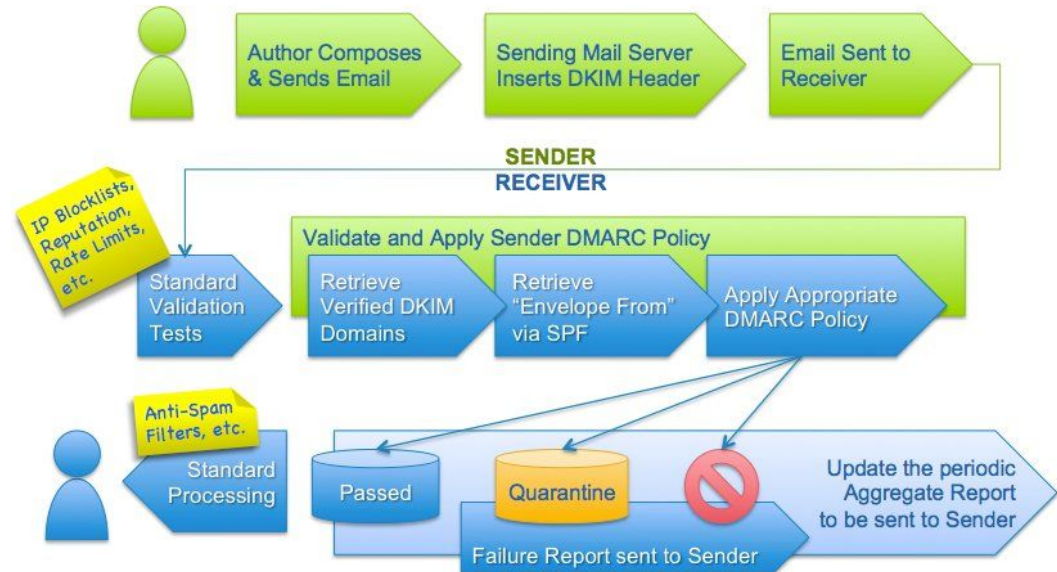 Author Composes
& Sends Email
Sending Mail Server
Inserts DKIM Header
Email Sent to
Receiver
SENDER
RECEIVER
IP Blocklists,
Reputation,
Rate Limits,
etc.
Validate and Apply Sender DMARC Policy
Standard
Validation
Tests
Retrieve
Verified DKIM
Domains
Retrieve
“Envelope From”
via SPF
Apply Appropriate
DMARC Policy
Anti-Spam
Filters, etc.
Standard
Processing
Passed
Quarantine
Update the periodic
Aggregate Report
to be sent to Sender
Failure Report sent to Sender